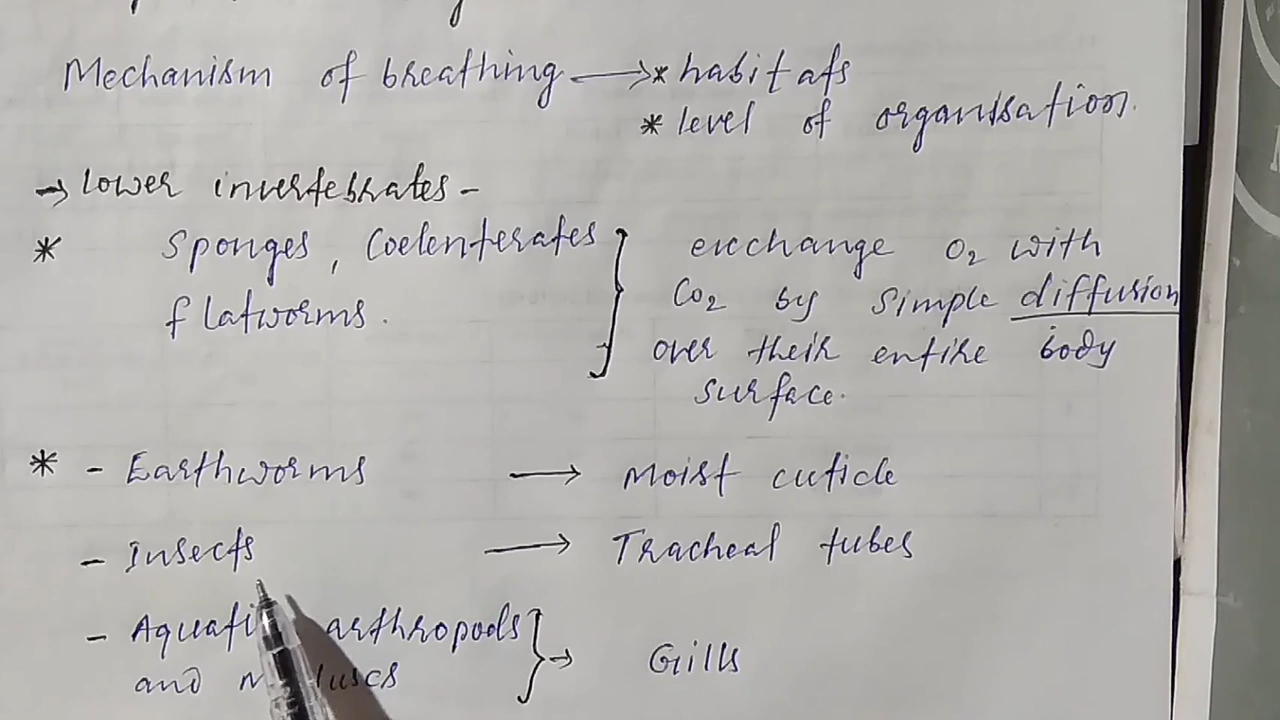 Mechanism of breathing → * habitats
* level of organisation.
→ Lower invertebrates -
* Sponges, Coelenterates
flatworms.
exchange O₂ with
CO₂ by simple diffusion
over their entire body
surface.
* - Earthworms → Moist cuticle
- Insects → Tracheal tubes
- Aquatic arthropods
and molluscs
→ Gills